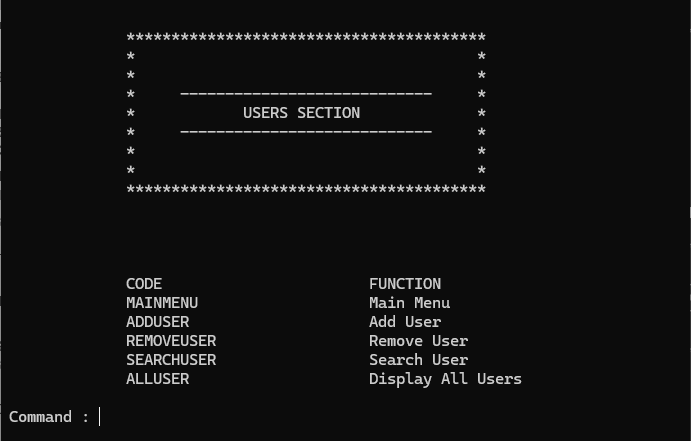 ****************************************
*                                      *
*                                      *
*     ----------------------------     *
*            USERS SECTION             *
*     ----------------------------     *
*                                      *
*                                      *
****************************************
CODE                       FUNCTION
MAINMENU                   Main Menu
ADDUSER                    Add User
REMOVEUSER                 Remove User
SEARCHUSER                 Search User
ALLUSER                    Display All Users
Command :